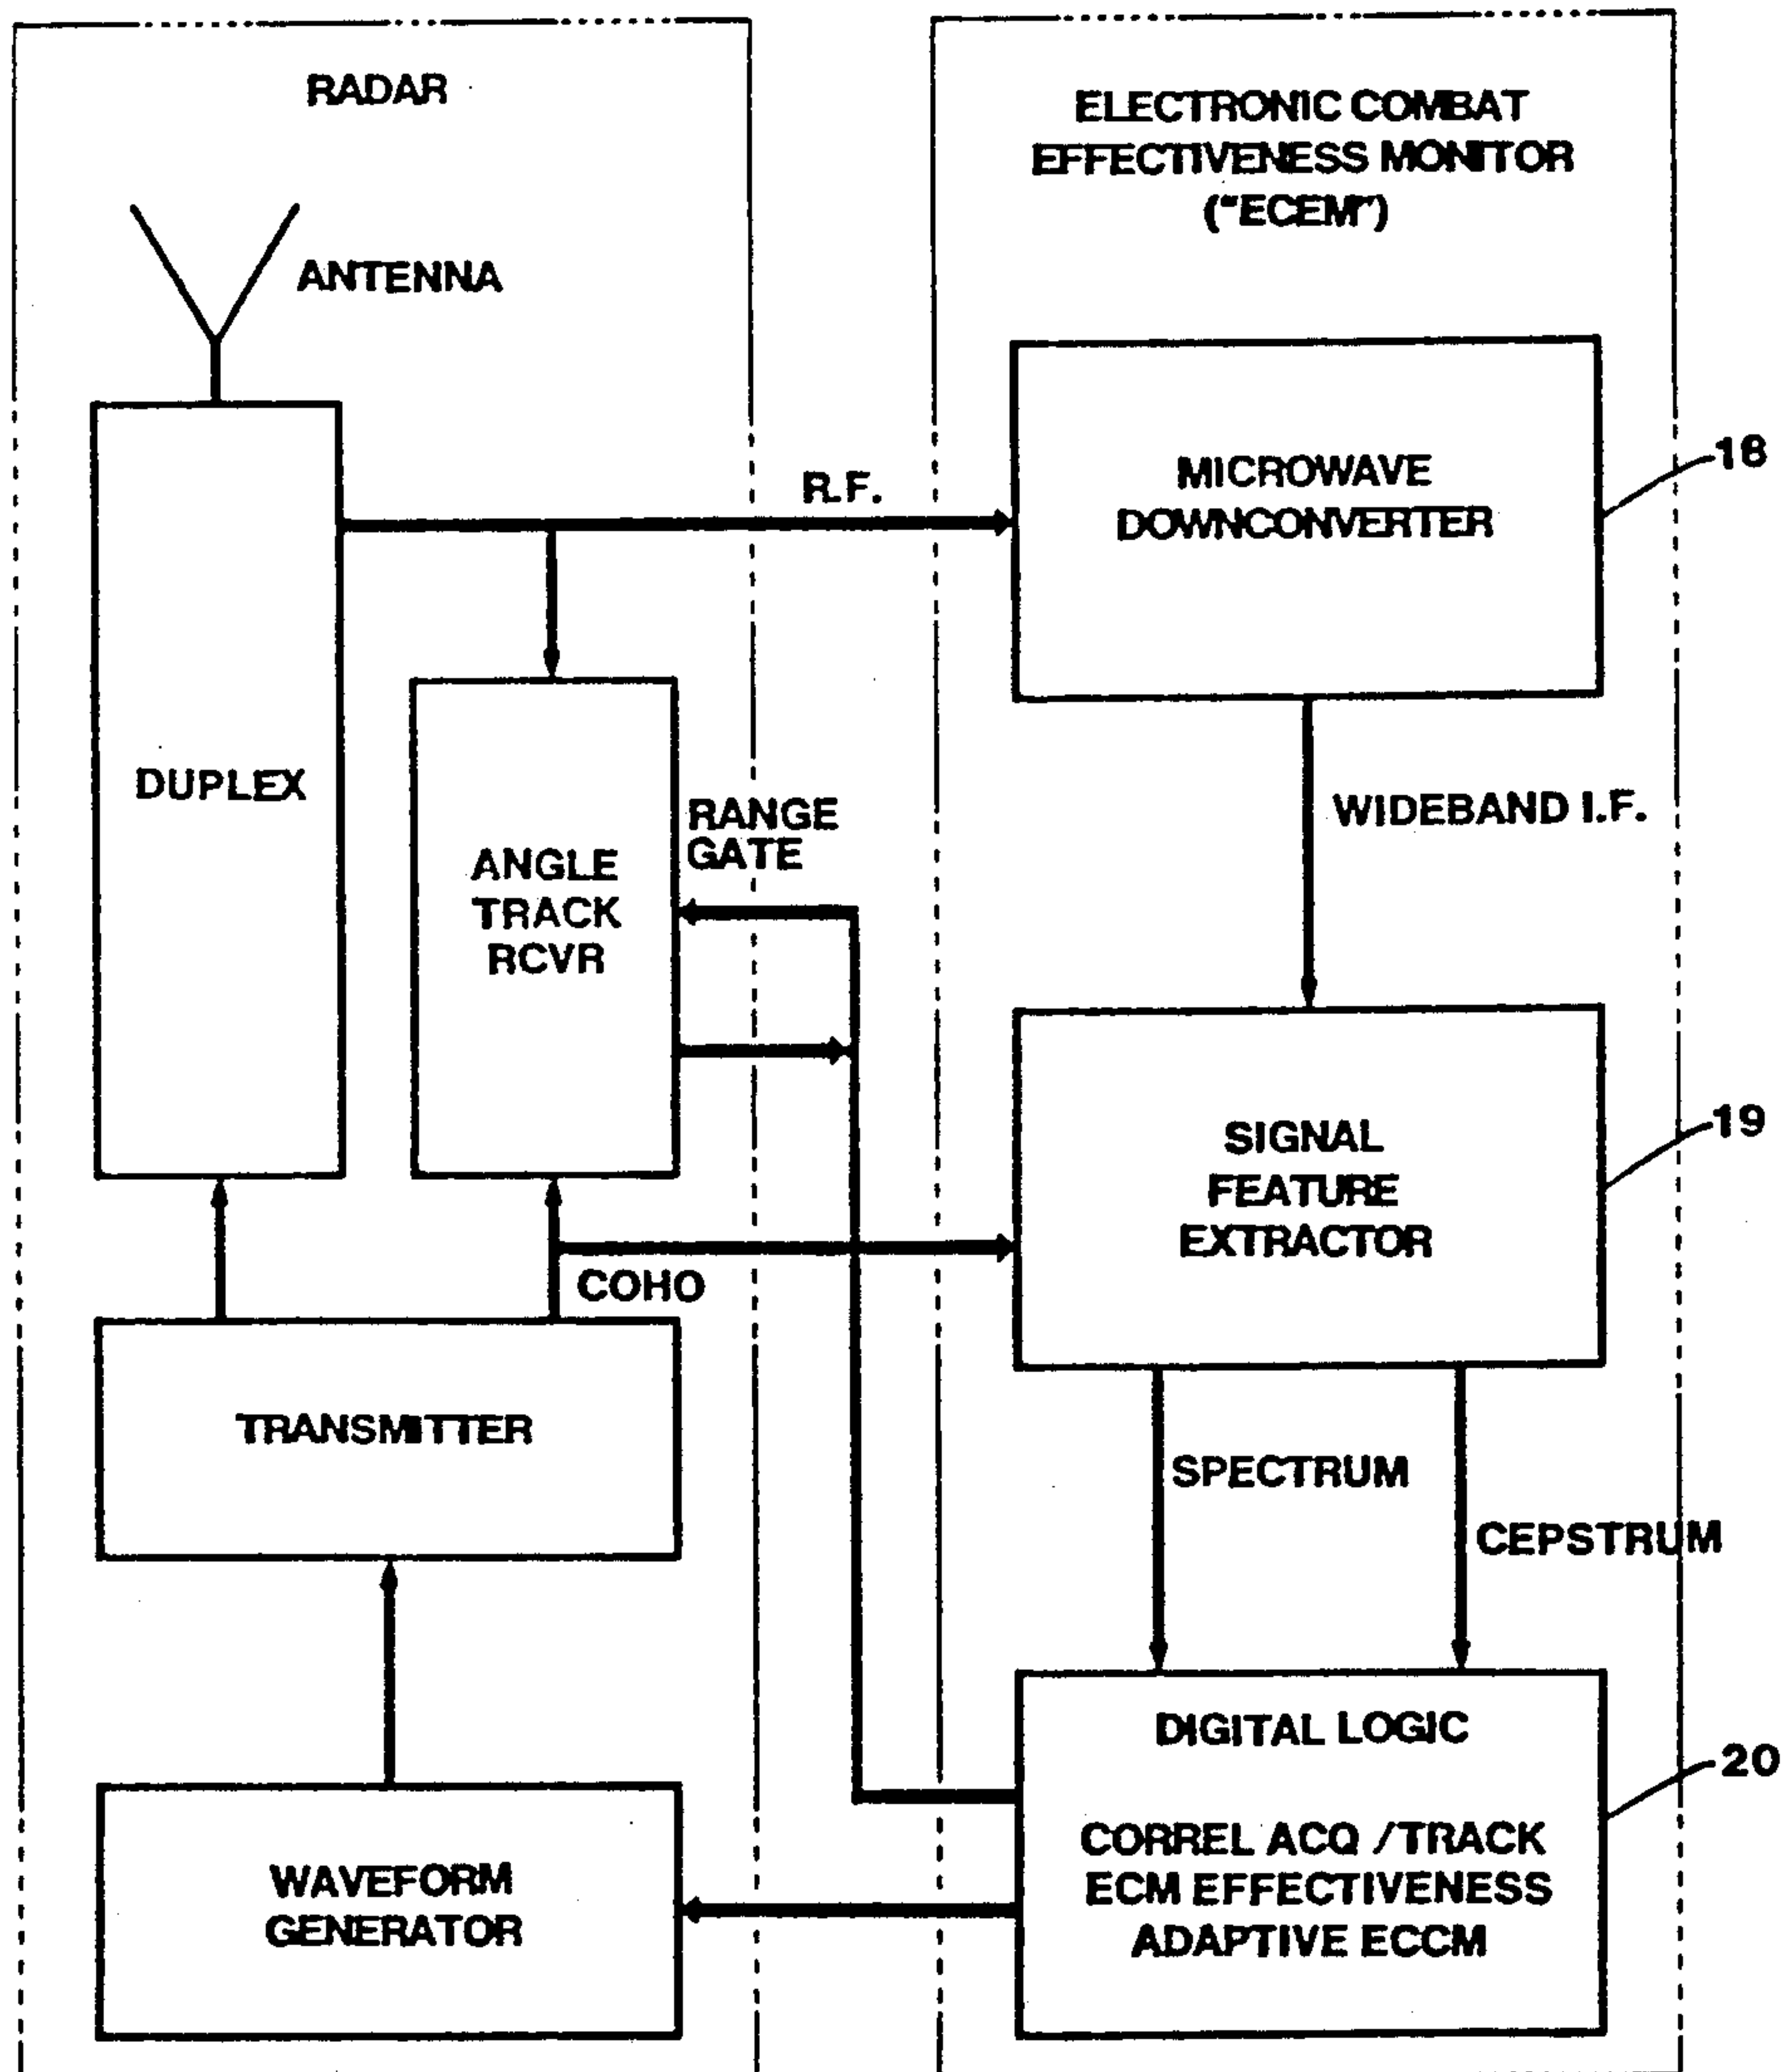 RADAR
ANTENNA
DUPLEX
ANGLE
TRACK
RCVR
RANGE
GATE
R.F.
COHO
TRANSMITTER
WAVEFORM
GENERATOR
ELECTRONIC COMBAT
EFFECTIVENESS MONITOR
("ECEM")
MICROWAVE
DOWNCONVERTER
18
WIDEBAND I.F.
SIGNAL
FEATURE
EXTRACTOR
19
SPECTRUM
CEPSTRUM
DIGITAL LOGIC
CORREL ACQ /TRACK
ECM EFFECTIVENESS
ADAPTIVE ECCM
20